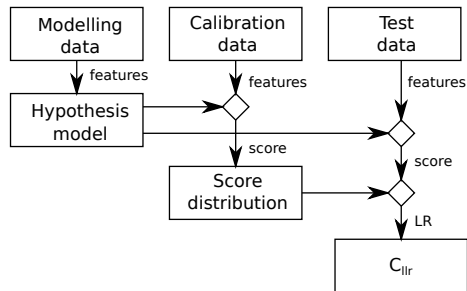 Modelling
data
Calibration
data
Test
data
features
features
features
Hypothesis
model
score
score
Score
distribution
LR
Cllr